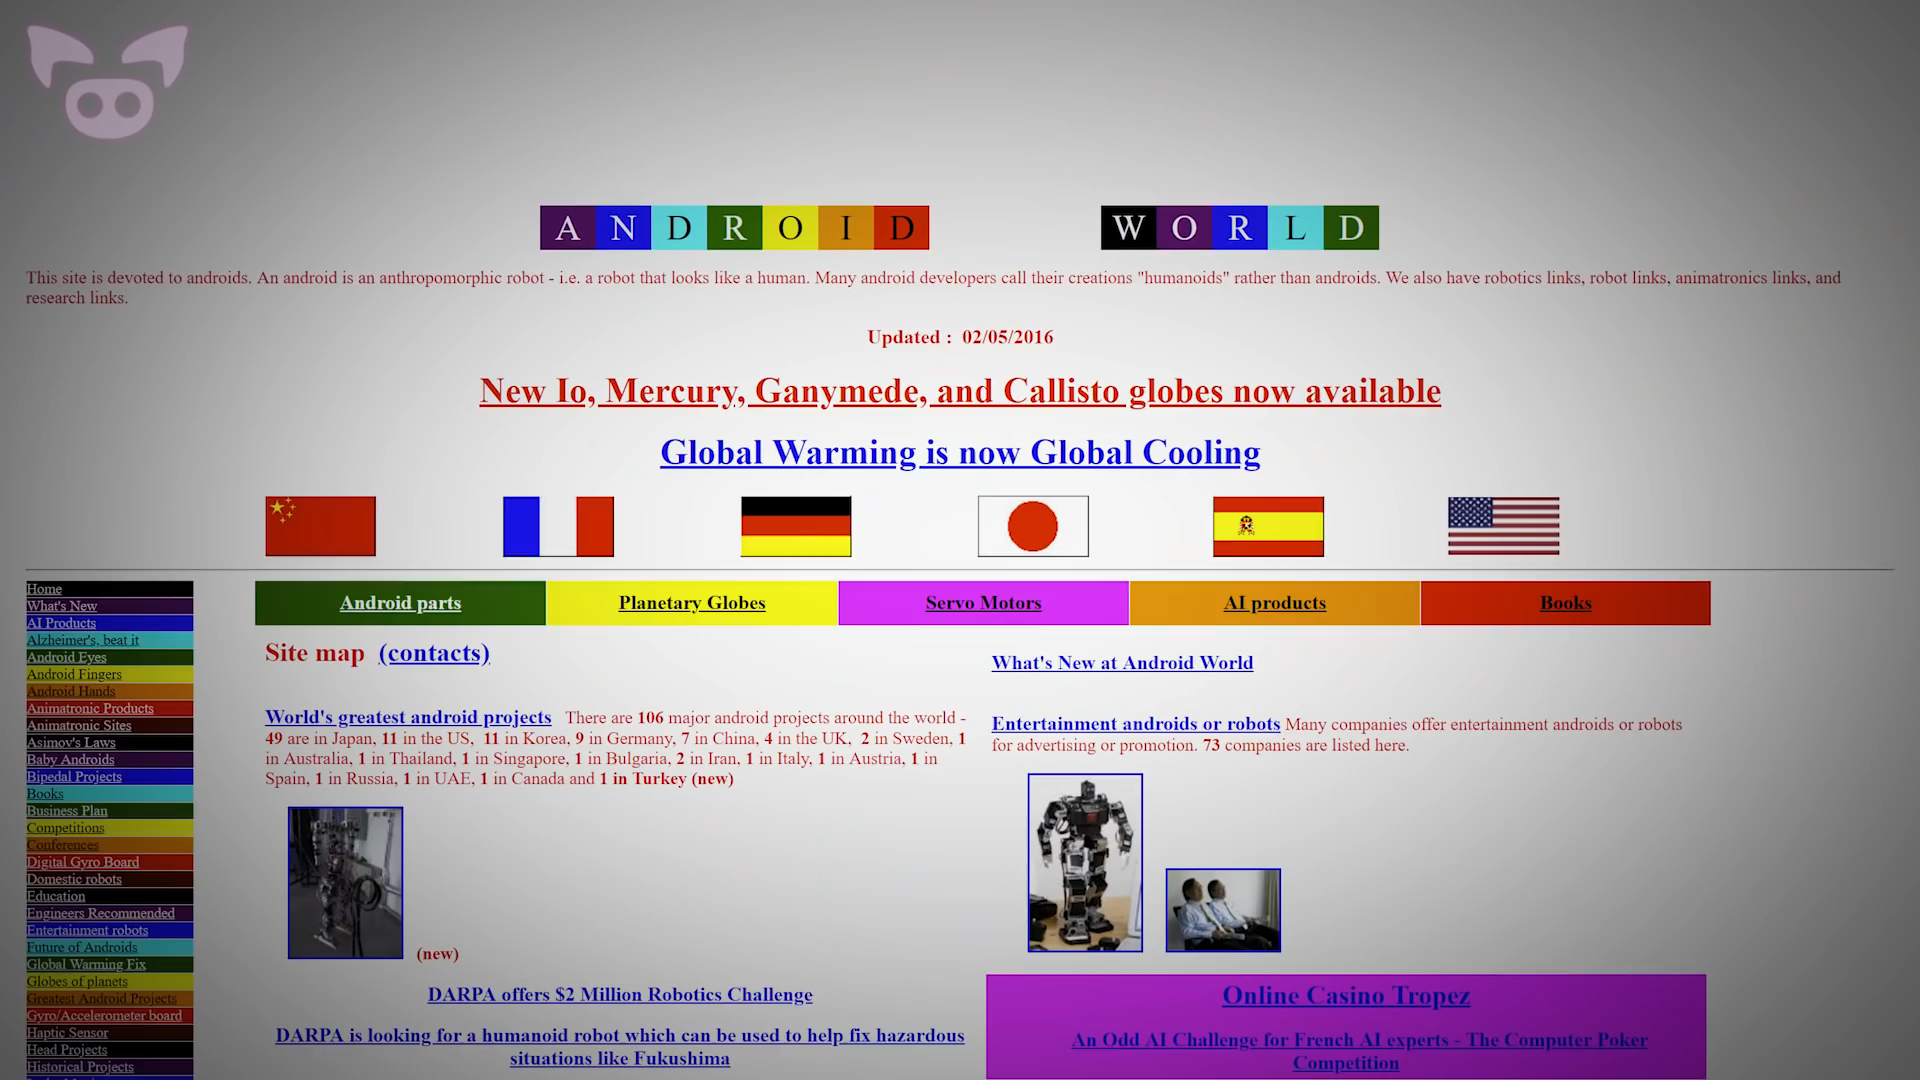 ANDROID WORLD
This site is devoted to androids. An android is an anthropomorphic robot - i.e. a robot that looks like a human. Many android developers call their creations "humanoids" rather than androids. We also have robotics links, robot links, animatronics links, and
research links.
Updated : 02/05/2016
New Io, Mercury, Ganymede, and Callisto globes now available
Global Warming is now Global Cooling
Home
What's New
AI Products
Alzheimer's, beat it
Android Eyes
Android Fingers
Android Hands
Animatronic Products
Animatronic Sites
Asimov's Laws
Baby Androids
Bipedal Projects
Books
Business Plan
Competitions
Conferences
Digital Gyro Board
Domestic robots
Education
Engineers Recommended
Entertainment robots
Future of Androids
Global Warming Fix
Globes of planets
Greatest Android Projects
Gyro/Accelerometer board
Haptic Sensor
Head Projects
Historical Projects
Android parts
Planetary Globes
Servo Motors
AI products
Books
Site map (contacts)
World's greatest android projects There are 106 major android projects around the world -
49 are in Japan, 11 in the US, 11 in Korea, 9 in Germany, 7 in China, 4 in the UK, 2 in Sweden, 1
in Australia, 1 in Thailand, 1 in Singapore, 1 in Bulgaria, 2 in Iran, 1 in Italy, 1 in Austria, 1 in
Spain, 1 in Russia, 1 in UAE, 1 in Canada and 1 in Turkey (new)
(new)
DARPA offers $2 Million Robotics Challenge
DARPA is looking for a humanoid robot which can be used to help fix hazardous
situations like Fukushima
What's New at Android World
Entertainment androids or robots Many companies offer entertainment androids or robots
for advertising or promotion. 73 companies are listed here.
Online Casino Tropez
An Odd AI Challenge for French AI experts - The Computer Poker
Competition